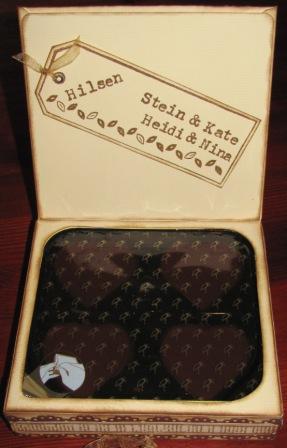 Hilsen
Stein & Kate
Heidi & Nina